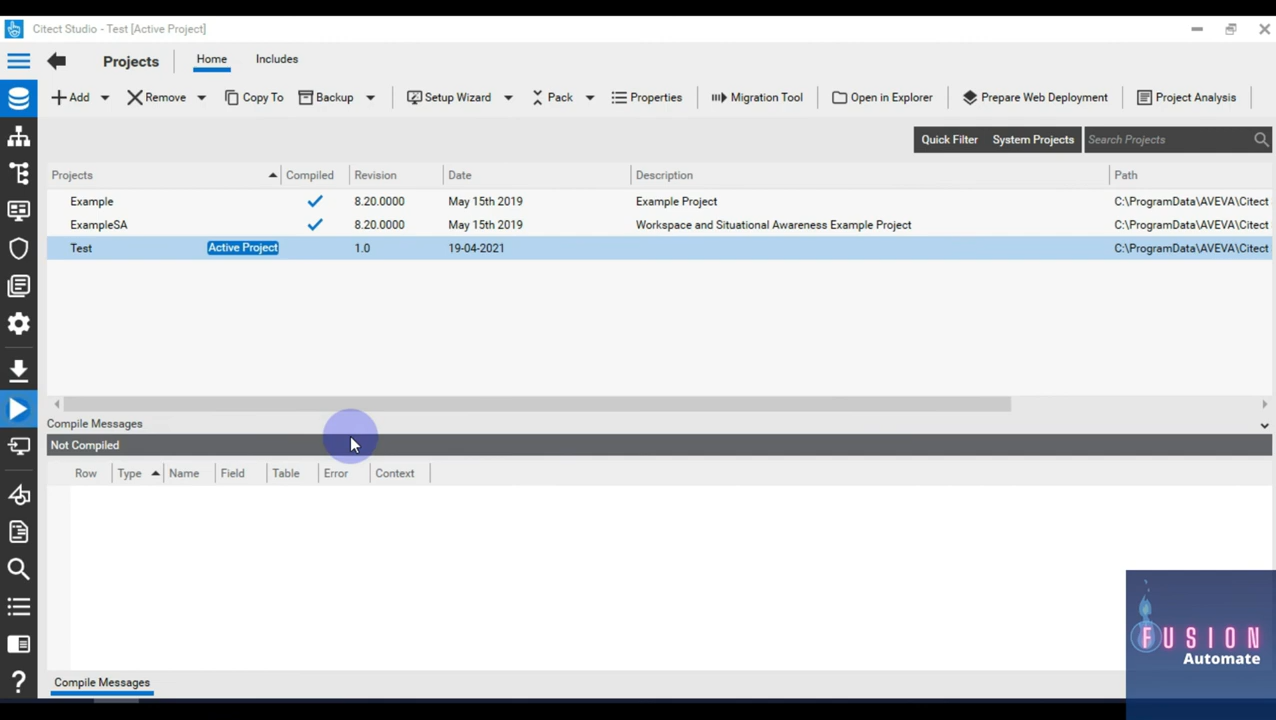 Citect Studio - Test [Active Project]
Projects Home Includes
Add Remove Copy To Backup Setup Wizard Pack Properties Migration Tool Open in Explorer Prepare Web Deployment Project Analysis
Quick Filter System Projects Search Projects
Projects Compiled Revision Date Description Path
Example 8.20.0000 May 15th 2019 Example Project C:\ProgramData\AVEVA\Citect
ExampleSA 8.20.0000 May 15th 2019 Workspace and Situational Awareness Example Project C:\ProgramData\AVEVA\Citect
Test Active Project 1.0 19-04-2021 C:\ProgramData\AVEVA\Citect
Compile Messages
Not Compiled
Row Type Name Field Table Error Context
FUSION
Automate
Compile Messages